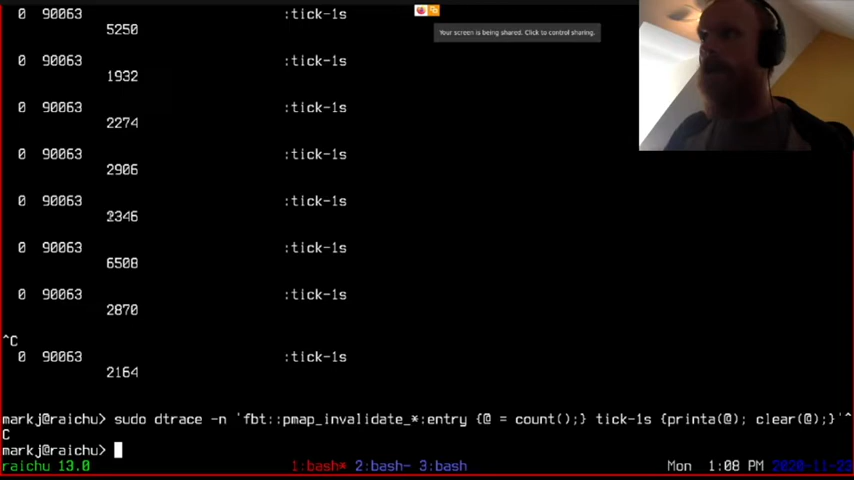 0 90063 :tick-1s
5250
Your screen is being shared. Click to control sharing.
0 90063 :tick-1s
1932
0 90063 :tick-1s
2274
0 90063 :tick-1s
2906
0 90063 :tick-1s
2346
0 90063 :tick-1s
6508
0 90063 :tick-1s
2870
^C
0 90063 :tick-1s
2164
markj@raichu> sudo dtrace -n 'fbt::pmap_invalidate_*:entry {@ = count();} tick-1s {printa(@); clear(@);}'^
C
markj@raichu>
raichu 13.0 1:bash* 2:bash- 3:bash Mon 1:08 PM 2020-11-23